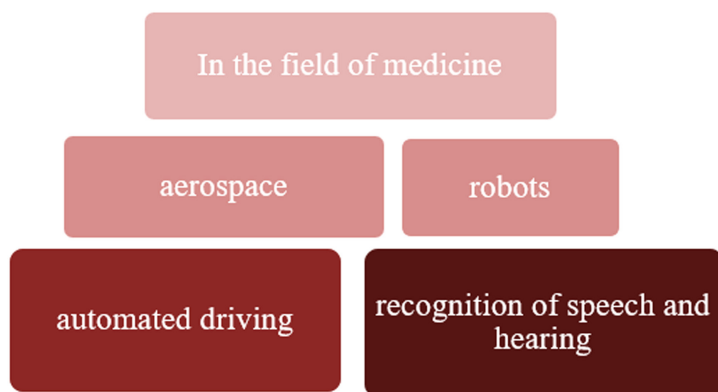 In the field of medicine
aerospace
robots
automated driving
recognition of speech and
hearing